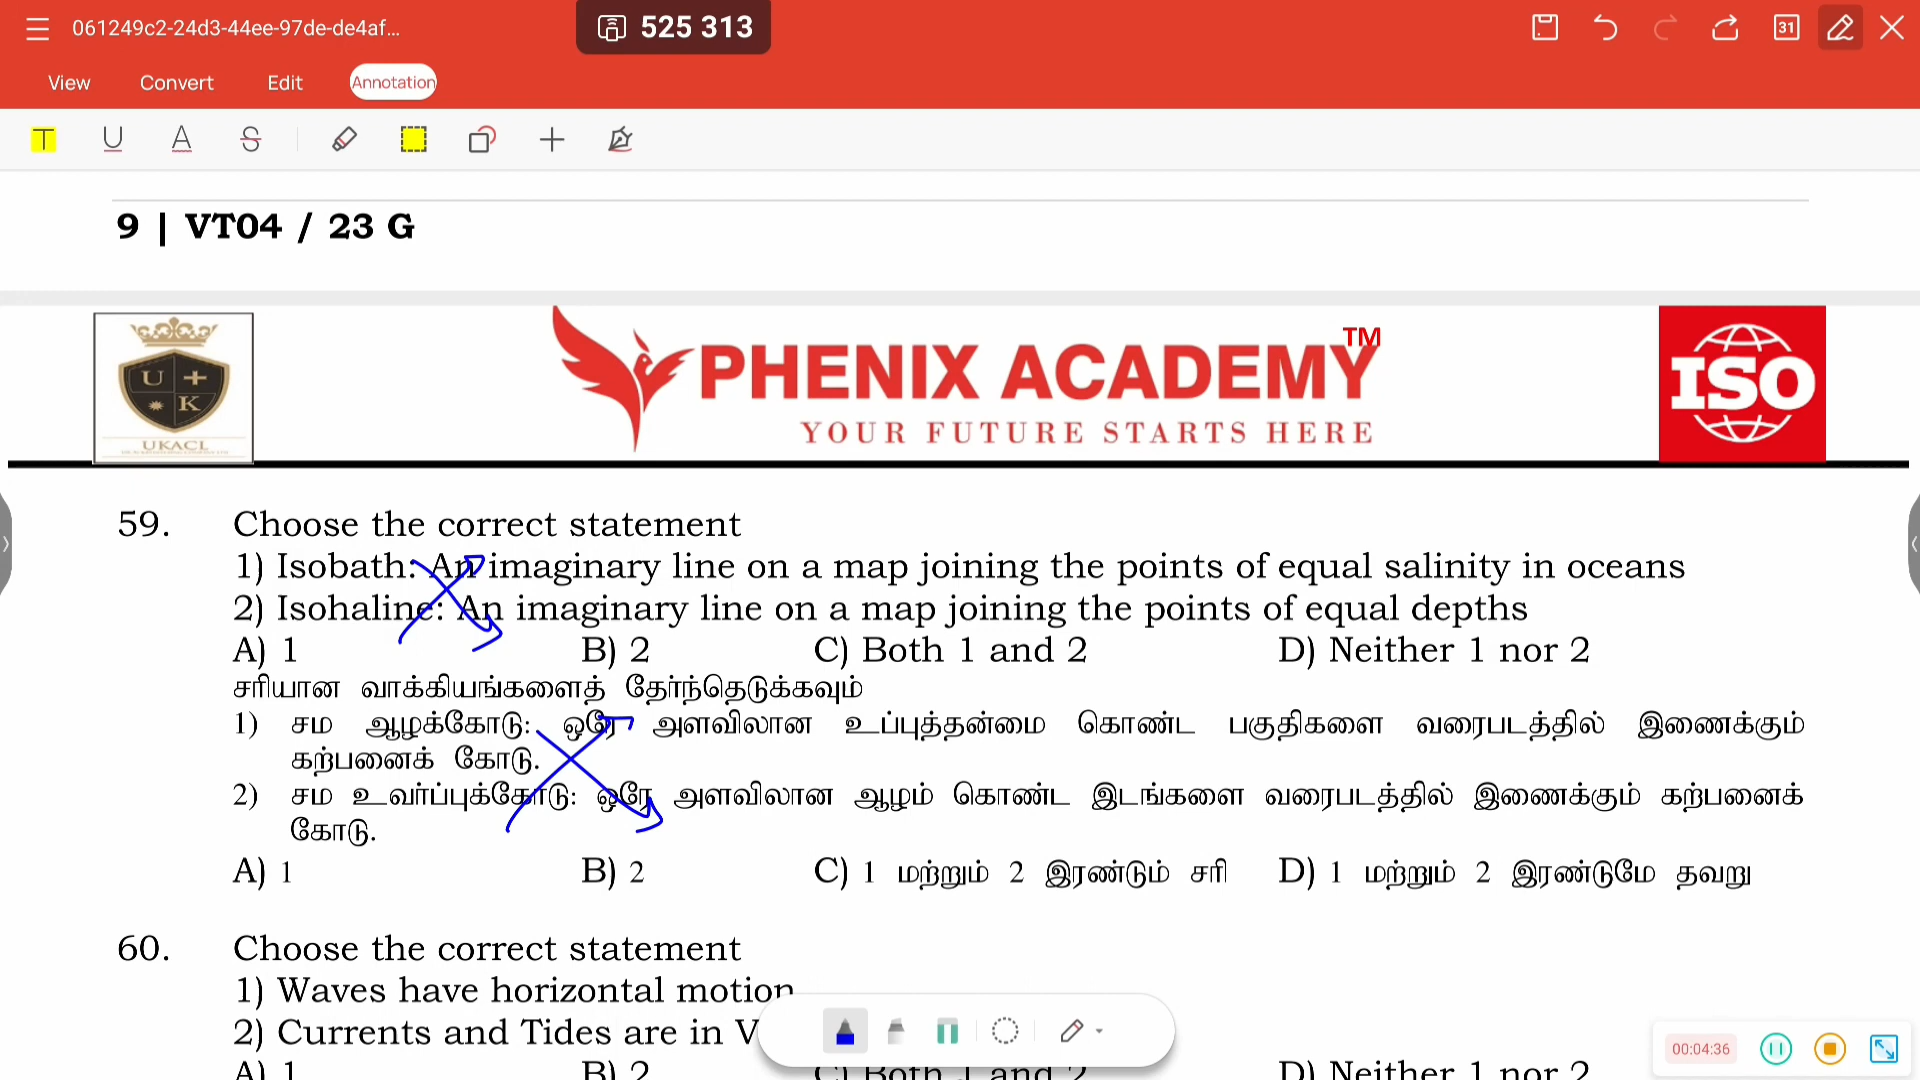 061249c2-24d3-44ee-97de-de4af...
525 313
31
View Convert Edit Annotation
T U A S
9 | VT04 / 23 G
U K
UKACL
PHENIX ACADEMY TM
YOUR FUTURE STARTS HERE
ISO
59. Choose the correct statement
1) Isobath: An imaginary line on a map joining the points of equal salinity in oceans
2) Isohaline: An imaginary line on a map joining the points of equal depths
A) 1 B) 2 C) Both 1 and 2 D) Neither 1 nor 2
சரியான வாக்கியங்களைத் தேர்ந்தெடுக்கவும்
1) சம ஆழக்கோடு: ஒரே அளவிலான உப்புத்தன்மை கொண்ட பகுதிகளை வரைபடத்தில் இணைக்கும்
கற்பனைக் கோடு.
2) சம உவர்ப்புக்கோடு: ஒரே அளவிலான ஆழம் கொண்ட இடங்களை வரைபடத்தில் இணைக்கும் கற்பனைக்
கோடு.
A) 1 B) 2 C) 1 மற்றும் 2 இரண்டும் சரி D) 1 மற்றும் 2 இரண்டுமே தவறு
60. Choose the correct statement
1) Waves have horizontal motion
2) Currents and Tides are in V
A) 1 B) 2 C) Both 1 and 2 D) Neither 1 nor 2
00:04:36